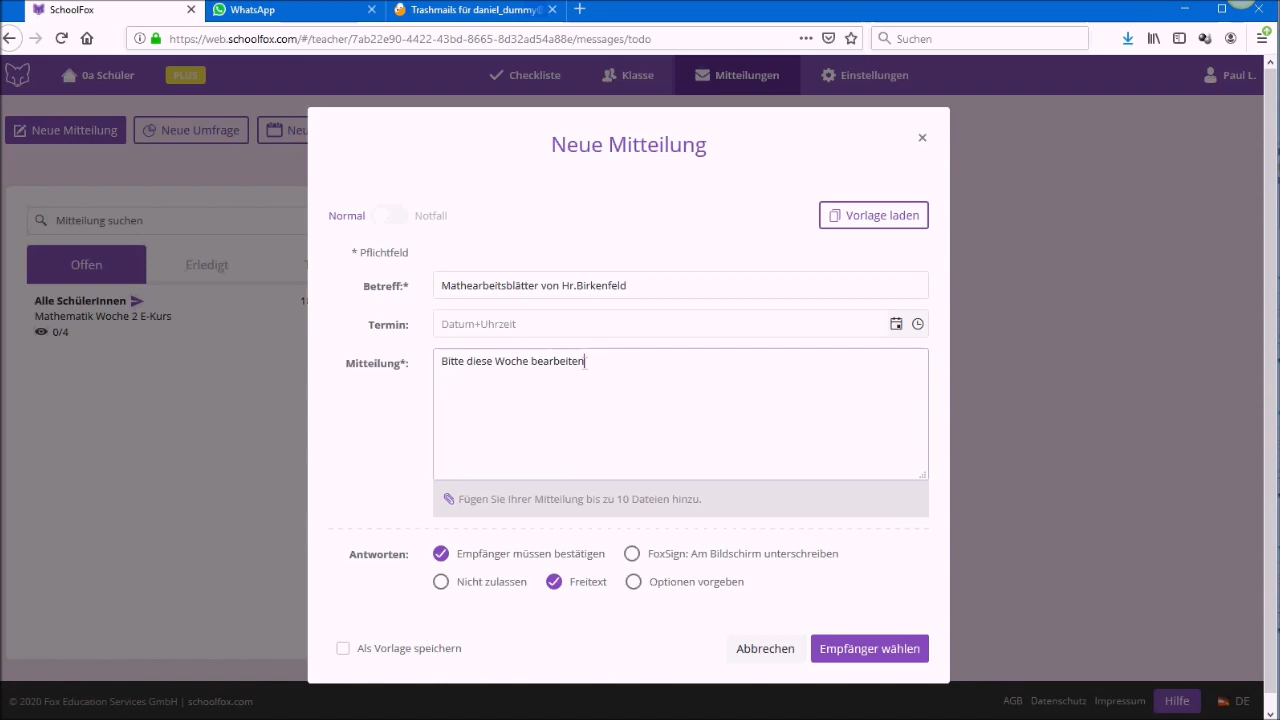 SchoolFox
WhatsApp
Trashmails für daniel_dummy@
https://web.schoolfox.com/#/teacher/7ab22e90-4422-43bd-8665-8d32ad54a89e/messages/todo
Suchen
0a Schüler
PLUS
Checkliste
Klasse
Mitteilungen
Einstellungen
Paul L.
Neue Mitteilung
Neue Umfrage
Neu
Mitteilung suchen
Offen
Erledigt
Alle SchülerInnen
Mathematik Woche 2 E-Kurs
0/4
Neue Mitteilung
Normal
Notfall
Vorlage laden
* Pflichtfeld
Betreff:*
Mathearbeitsblätter von Hr.Birkenfeld
Termin:
Datum+Uhrzeit
Mitteilung*:
Bitte diese Woche bearbeiten
Fügen Sie Ihrer Mitteilung bis zu 10 Dateien hinzu.
Antworten:
Empfänger müssen bestätigen
FoxSign: Am Bildschirm unterschreiben
Nicht zulassen
Freitext
Optionen vorgeben
Als Vorlage speichern
Abbrechen
Empfänger wählen
© 2020 Fox Education Services GmbH | schoolfox.com
AGB
Datenschutz
Impressum
Hilfe
DE